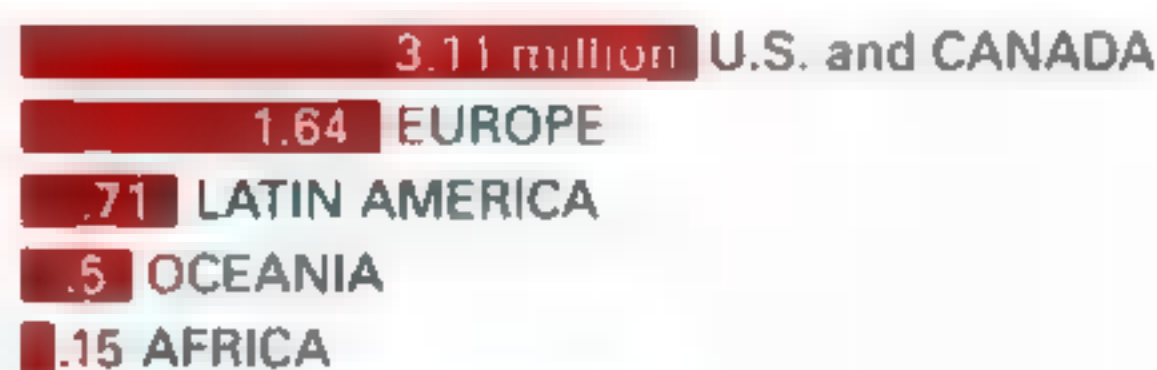 3.11 million U.S. and CANADA
1.64 EUROPE
.71 LATIN AMERICA
.5 OCEANIA
.15 AFRICA